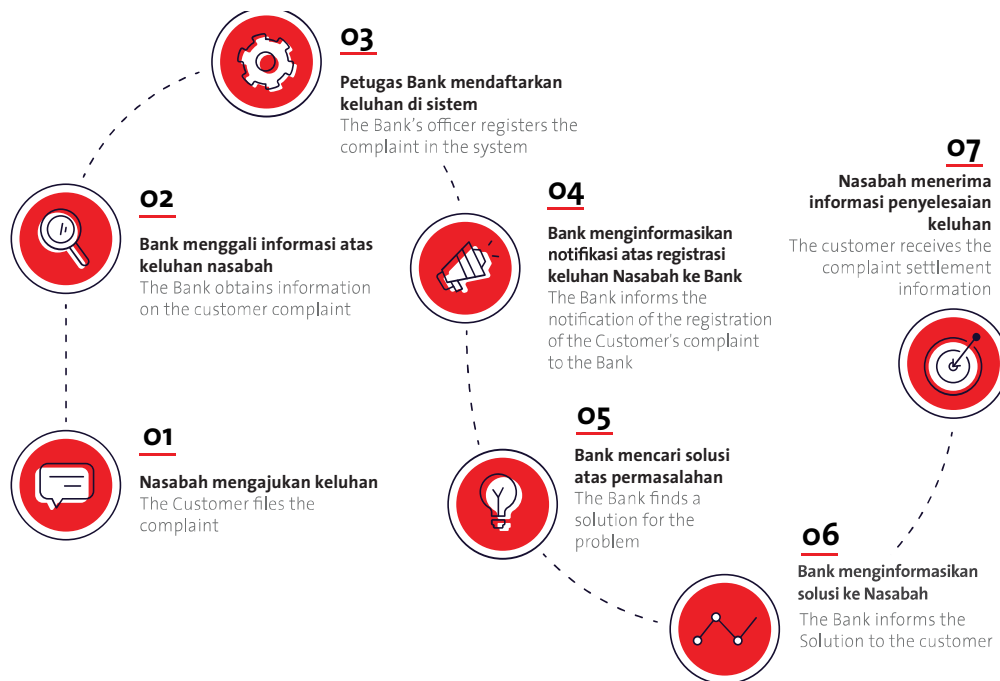 01
Nasabah mengajukan keluhan
The Customer files the
complaint
02
Bank menggali informasi atas
keluhan nasabah
The Bank obtains information
on the customer complaint
03
Petugas Bank mendaftarkan
keluhan di sistem
The Bank's officer registers the
complaint in the system
04
Bank menginformasikan
notifikasi atas registrasi
keluhan Nasabah ke Bank
The Bank informs the
notification of the registration
of the Customer's complaint
to the Bank
05
Bank mencari solusi
atas permasalahan
The Bank finds a
solution for the
problem
06
Bank menginformasikan
solusi ke Nasabah
The Bank informs the
Solution to the customer
07
Nasabah menerima
informasi penyelesaian
keluhan
The customer receives the
complaint settlement
information